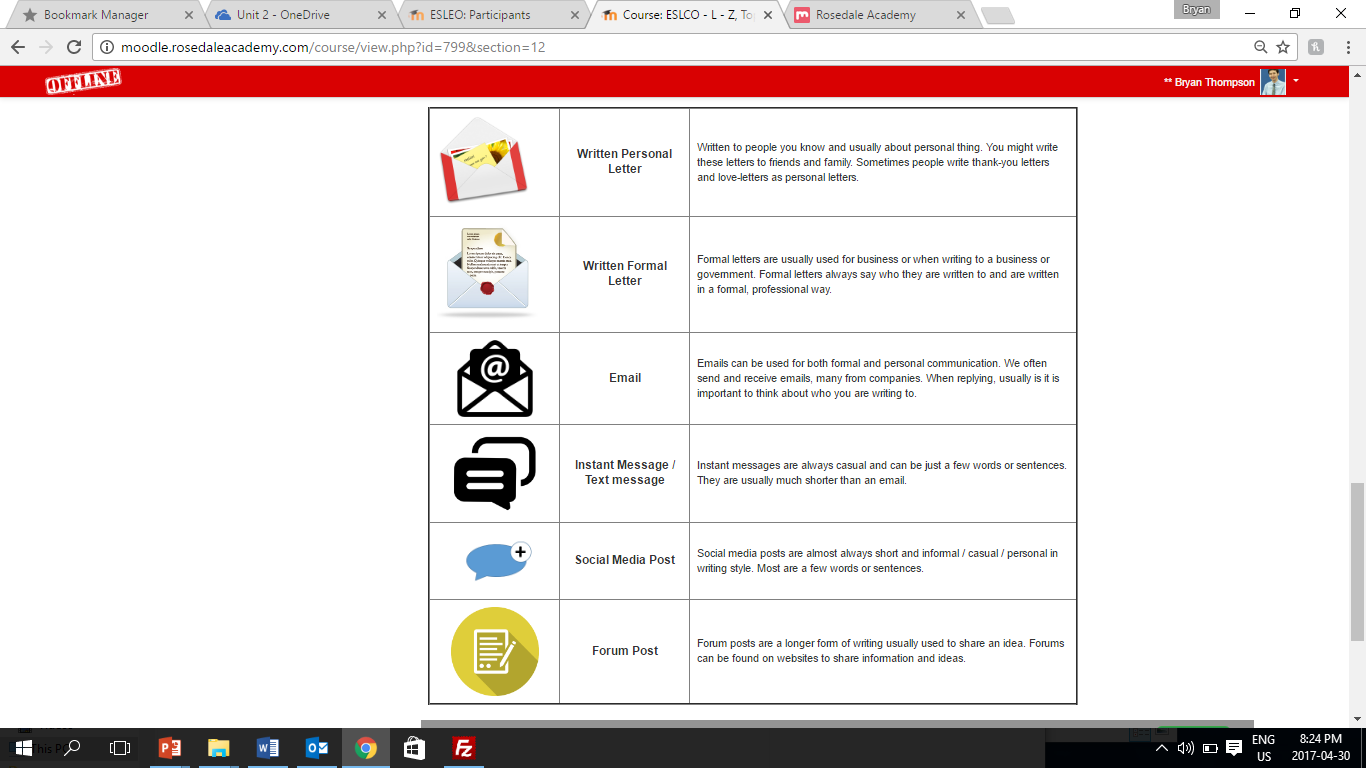 Bookmark Manager
Unit 2 - OneDrive
ESLEO: Participants
Course: ESLCO - L - Z, To
Rosedale Academy
Bryan
moodle.rosedaleacademy.com/course/view.php?id=799&section=12
OFFLINE
** Bryan Thompson
Written Personal
Letter
Written to people you know and usually about personal thing. You might write
these letters to friends and family. Sometimes people write thank-you letters
and love-letters as personal letters.
Written Formal
Letter
Formal letters are usually used for business or when writing to a business or
government. Formal letters always say who they are written to and are written
in a formal, professional way.
@
Email
Emails can be used for both formal and personal communication. We often
send and receive emails, many from companies. When replying, usually is it is
important to think about who you are writing to.
Instant Message /
Text message
Instant messages are always casual and can be just a few words or sentences.
They are usually much shorter than an email.
Social Media Post
Social media posts are almost always short and informal / casual / personal in
writing style. Most are a few words or sentences.
Forum Post
Forum posts are a longer form of writing usually used to share an idea. Forums
can be found on websites to share information and ideas.
This PC
ENG
US
8:24 PM
2017-04-30